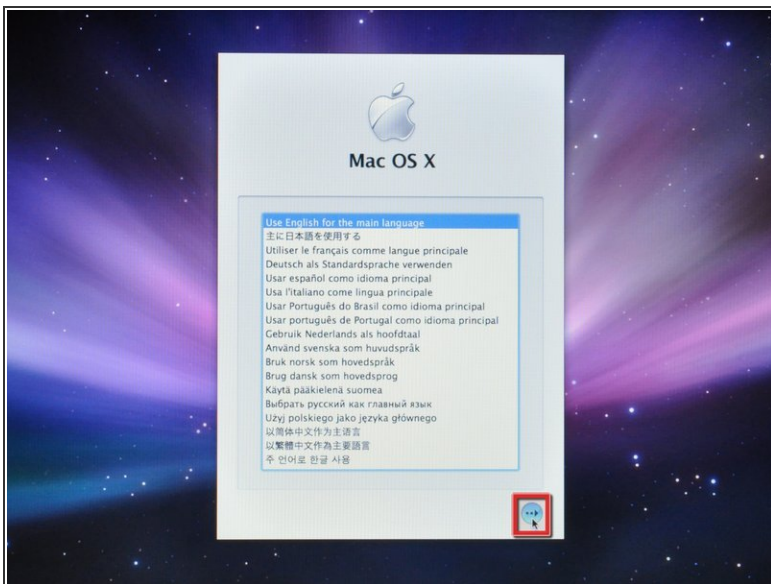 Mac OS X
Use English for the main language
主に日本語を使用する
Utiliser le français comme langue principale
Deutsch als Standardsprache verwenden
Usar español como idioma principal
Usa l'italiano come lingua principale
Usar Português do Brasil como idioma principal
Usar português de Portugal como idioma principal
Gebruik Nederlands als hoofdtaal
Använd svenska som huvudspråk
Bruk norsk som hovedspråk
Brug dansk som hovedsprog
Käytä pääkielenä suomea
Выбрать русский как главный язык
Użyj polskiego jako języka głównego
以简体中文作为主语言
以繁體中文作為主要語言
주 언어로 한글 사용